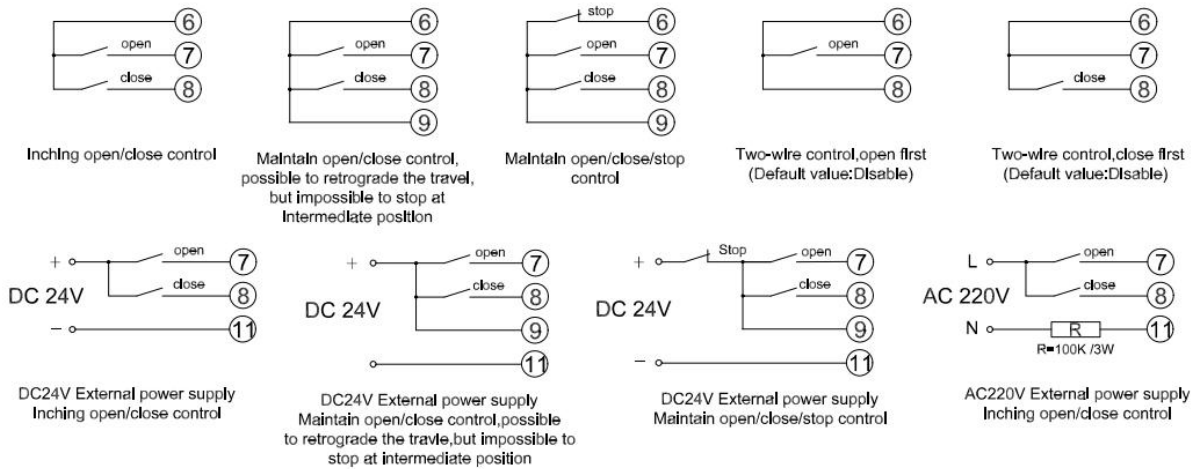 6
open
7
close
8
Inching open/close control
6
open
7
close
8
9
Maintain open/close control,
possible to retrograde the travel,
but impossible to stop at
Intermediate position
stop
6
open
7
close
8
9
Maintain open/close/stop
control
6
open
7
8
Two-wire control,open first
(Default value:Disable)
6
7
close
8
Two-wire control,close first
(Default value:Disable)
+
open
7
close
8
DC 24V
−
11
DC24V External power supply
Inching open/close control
+
open
7
close
8
DC 24V
9
11
DC24V External power supply
Maintain open/close control,possible
to retrograde the travle,but impossible to
stop at intermediate position
+
Stop
open
7
close
8
DC 24V
9
−
11
DC24V External power supply
Maintain open/close/stop control
L
open
7
close
8
AC 220V
N
R
11
R=100K /3W
AC220V External power supply
Inching open/close control